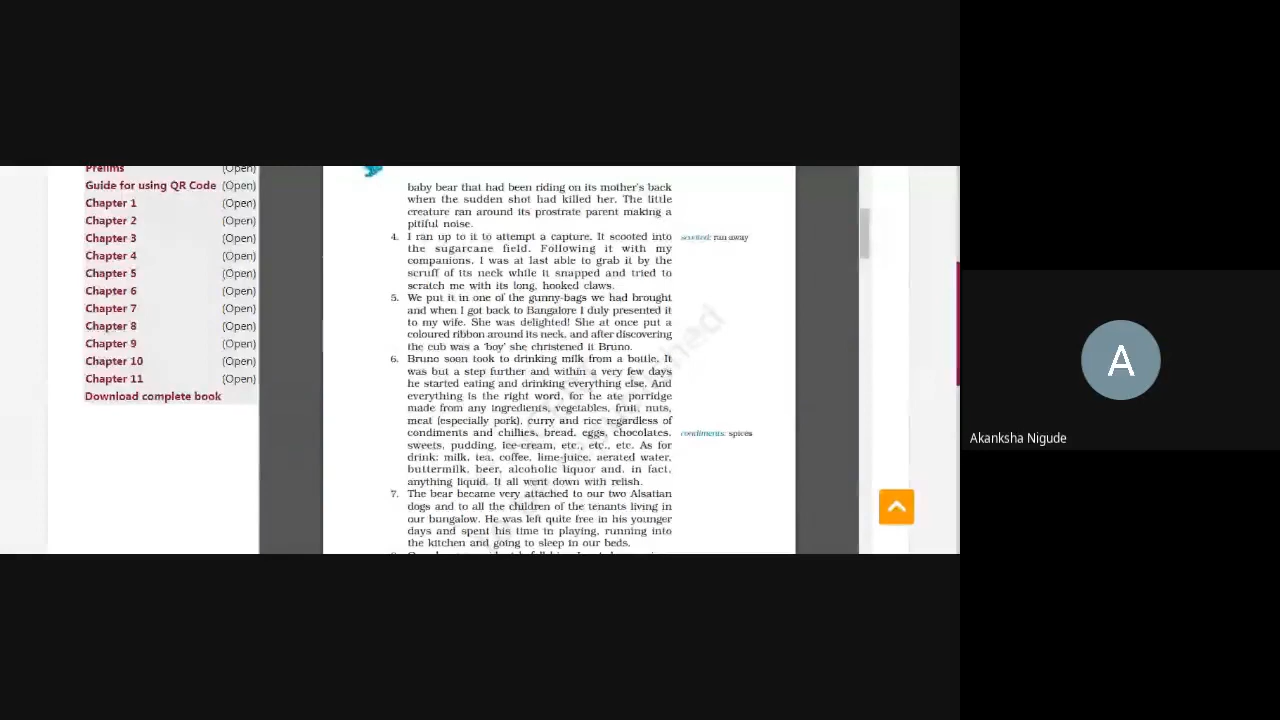 Prelims (Open)
Guide for using QR Code (Open)
Chapter 1 (Open)
Chapter 2 (Open)
Chapter 3 (Open)
Chapter 4 (Open)
Chapter 5 (Open)
Chapter 6 (Open)
Chapter 7 (Open)
Chapter 8 (Open)
Chapter 9 (Open)
Chapter 10 (Open)
Chapter 11 (Open)
Download complete book
baby bear that had been riding on its mother's back
when the sudden shot had killed her. The little
creature ran around its prostrate parent making a
pitiful noise.
4. I ran up to it to attempt a capture. It scooted into
the sugarcane field. Following it with my
companions, I was at last able to grab it by the
scruff of its neck while it snapped and tried to
scratch me with its long, hooked claws.
scooted: ran away
5. We put it in one of the gunny-bags we had brought
and when I got back to Bangalore I duly presented it
to my wife. She was delighted! She at once put a
coloured ribbon around its neck, and after discovering
the cub was a 'boy' she christened it Bruno.
6. Bruno soon took to drinking milk from a bottle. It
was but a step further and within a very few days
he started eating and drinking everything else. And
everything is the right word, for he ate porridge
made from any ingredients, vegetables, fruit, nuts,
meat (especially pork), curry and rice regardless of
condiments and chillies, bread, eggs, chocolates,
sweets, pudding, ice-cream, etc., etc., etc. As for
drink: milk, tea, coffee, lime-juice, aerated water,
buttermilk, beer, alcoholic liquor and, in fact,
anything liquid. It all went down with relish.
condiments: spices
7. The bear became very attached to our two Alsatian
dogs and to all the children of the tenants living in
our bungalow. He was left quite free in his younger
days and spent his time in playing, running into
the kitchen and going to sleep in our beds.
A
Akanksha Nigude